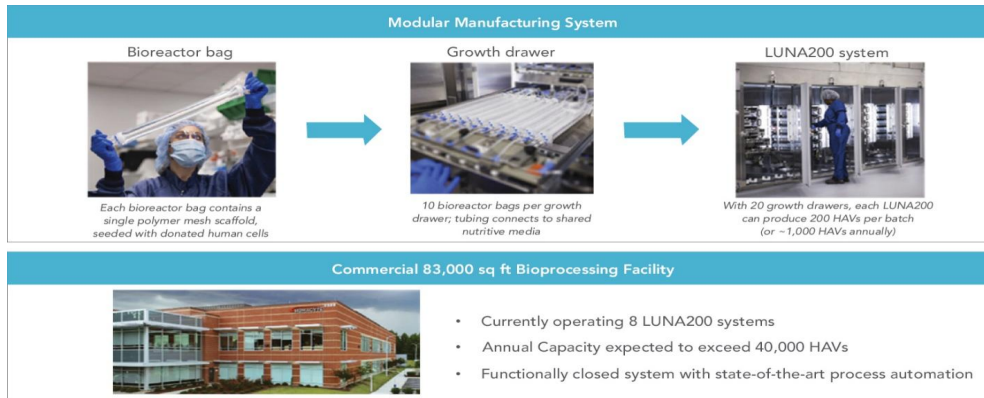 Modular Manufacturing System
Bioreactor bag
Growth drawer
LUNA200 system
Each bioreactor bag contains a
single polymer mesh scaffold,
seeded with donated human cells
10 bioreactor bags per growth
drawer; tubing connects to shared
nutritive media
With 20 growth drawers, each LUNA200
can produce 200 HAVs per batch
(or ~1,000 HAVs annually)
Commercial 83,000 sq ft Bioprocessing Facility
• Currently operating 8 LUNA200 systems
• Annual Capacity expected to exceed 40,000 HAVs
• Functionally closed system with state-of-the-art process automation